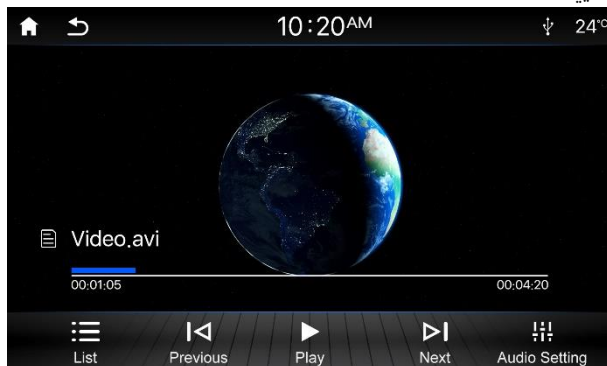 10:20AM
24°c
Video.avi
00:01:05
00:04:20
List
Previous
Play
Next
Audio Setting